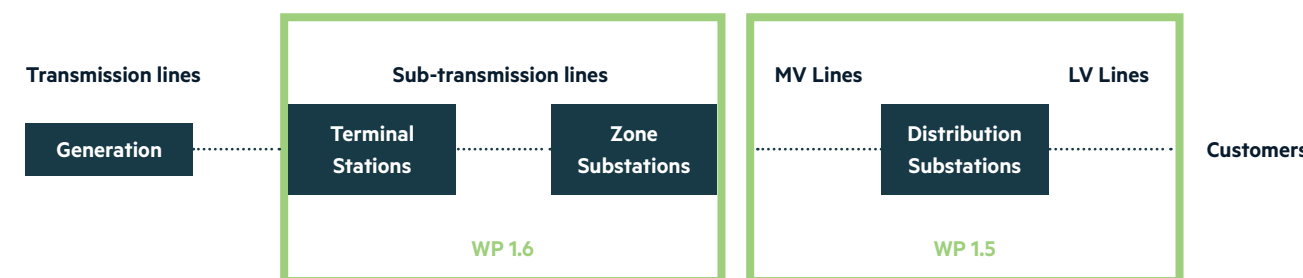 Transmission lines
Sub-transmission lines
MV Lines
LV Lines
Generation
Terminal
Stations
Zone
Substations
Distribution
Substations
Customers
WP 1.6
WP 1.5